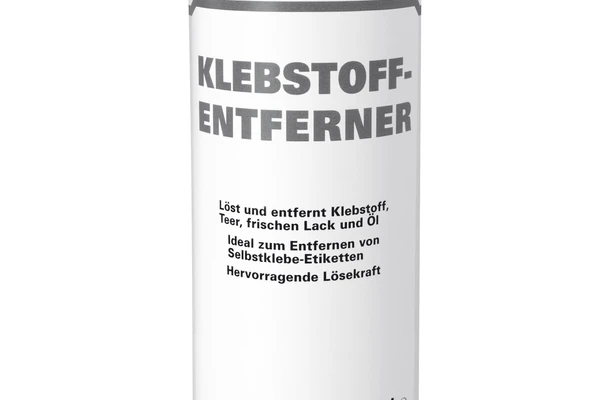 KLEBSTOFF-
ENTFERNER
Löst und entfernt Klebstoff,
Teer, frischen Lack und Öl
Ideal zum Entfernen von
Selbstklebe-Etiketten
Hervorragende Lösekraft